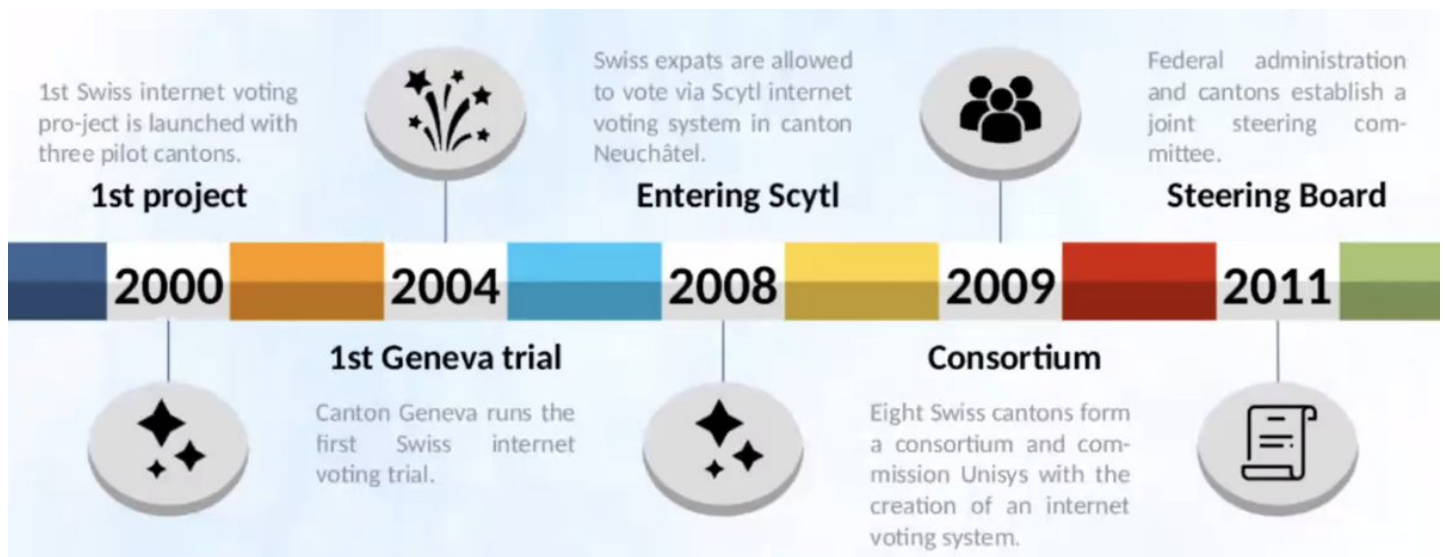 1st Swiss internet voting
pro-ject is launched with
three pilot cantons.
1st project
2000
2004
1st Geneva trial
Canton Geneva runs the
first Swiss internet
voting trial.
Swiss expats are allowed
to vote via Scytl internet
voting system in canton
Neuchâtel.
Entering Scytl
2008
2009
Consortium
Eight Swiss cantons form
a consortium and com-
mission Unisys with the
creation of an internet
voting system.
Federal administration
and cantons establish a
joint steering com-
mittee.
Steering Board
2011